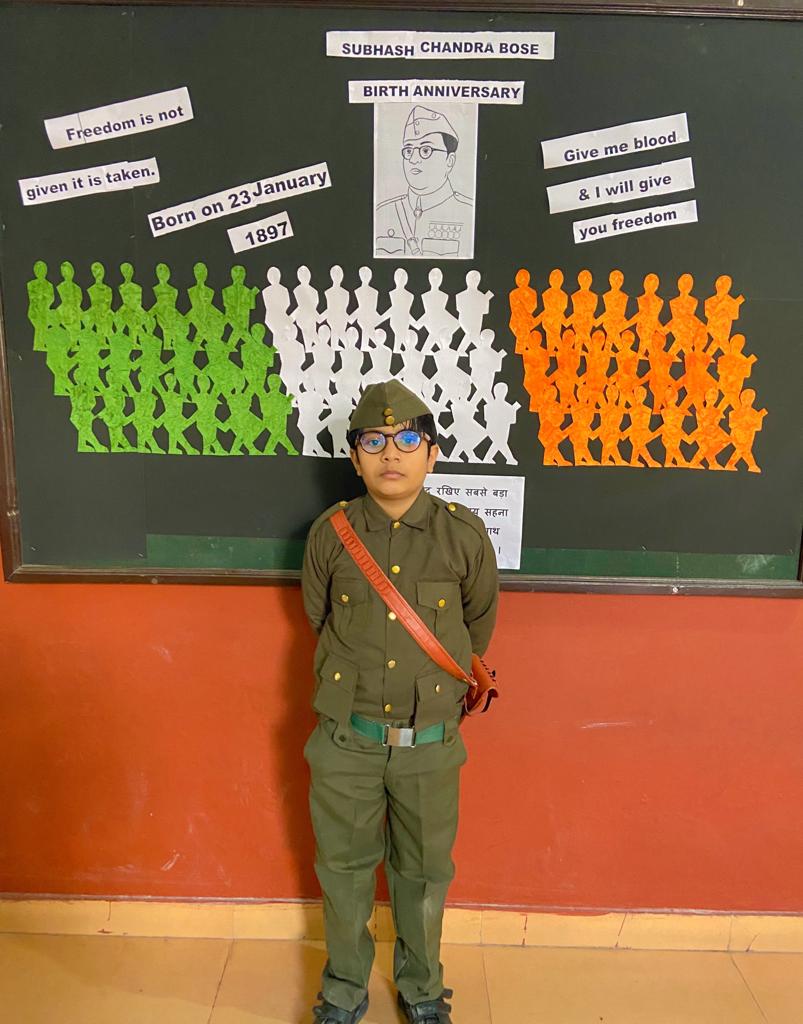 SUBHASH CHANDRA BOSE
BIRTH ANNIVERSARY
Freedom is not
given it is taken.
Born on 23 January
1897
Give me blood
& I will give
you freedom
रखिए सबसे बड़ा
सहना